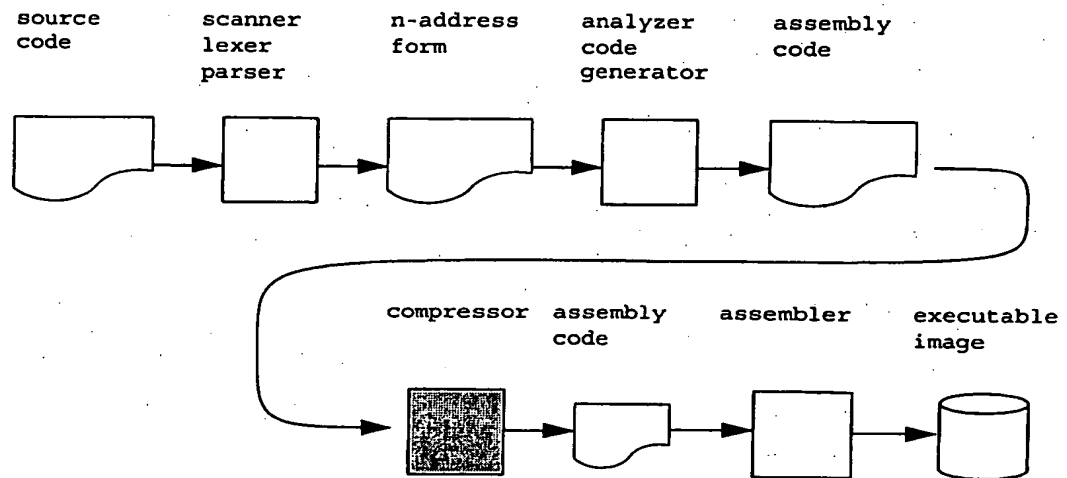 source
code
scanner
lexer
parser
n-address
form
analyzer
code
generator
assembly
code
compressor
assembly
code
assembler
executable
image